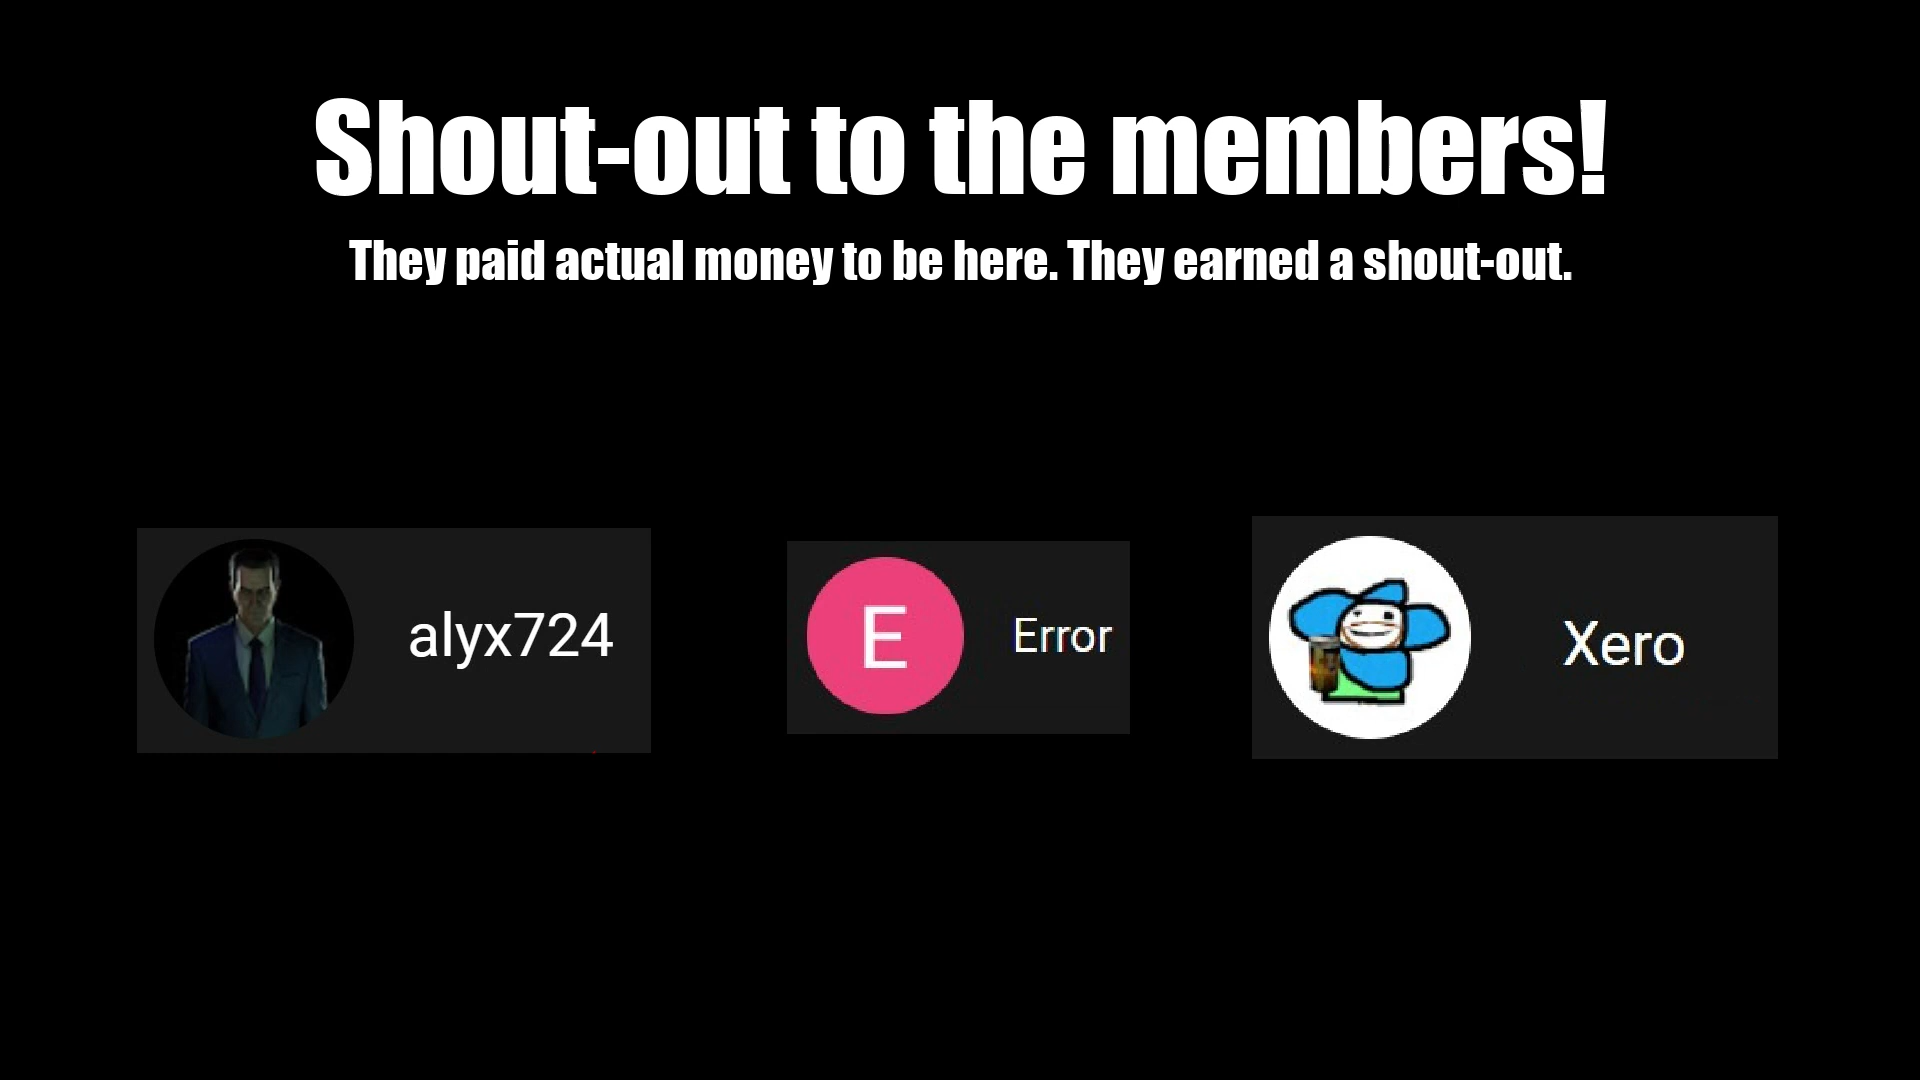 Shout-out to the members!
They paid actual money to be here. They earned a shout-out.
alyx724
E
Error
Xero